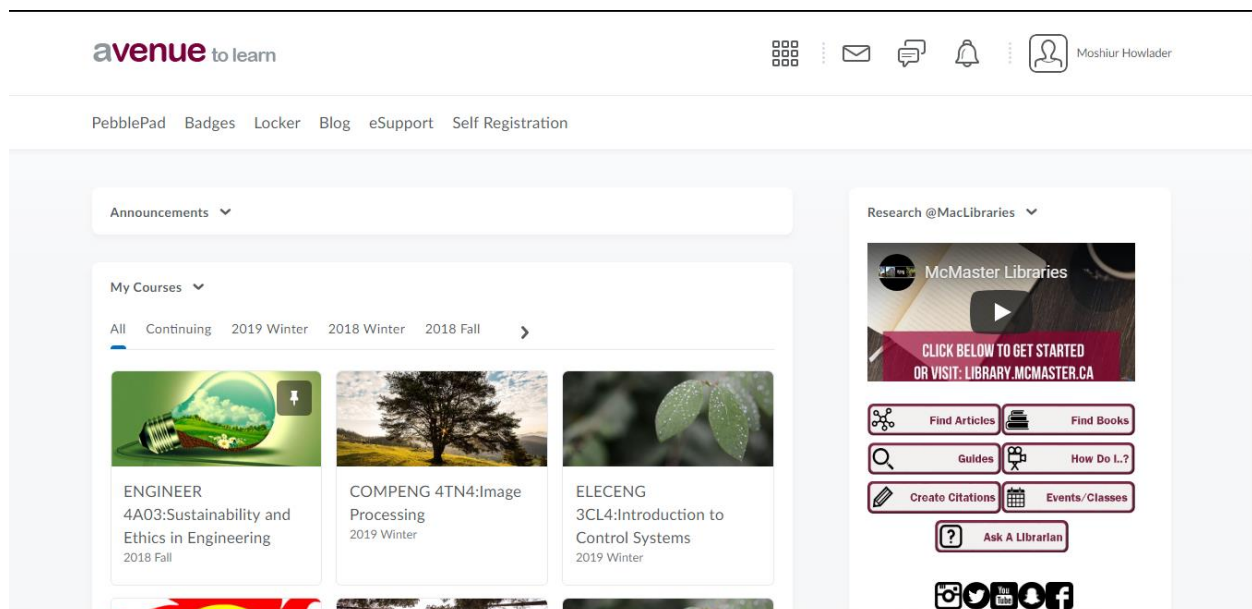 avenue to learn
Moshiur Howlader
PebblePad Badges Locker Blog eSupport Self Registration
Announcements
My Courses
All Continuing 2019 Winter 2018 Winter 2018 Fall
ENGINEER
4A03:Sustainability and
Ethics in Engineering
2018 Fall
COMPENG 4TN4:Image
Processing
2019 Winter
ELECENG
3CL4:Introduction to
Control Systems
2019 Winter
Research @MacLibraries
McMaster Libraries
CLICK BELOW TO GET STARTED
OR VISIT: LIBRARY.MCMASTER.CA
Find Articles
Find Books
Guides
How Do I..?
Create Citations
Events/Classes
Ask A Librarian
You
Tube